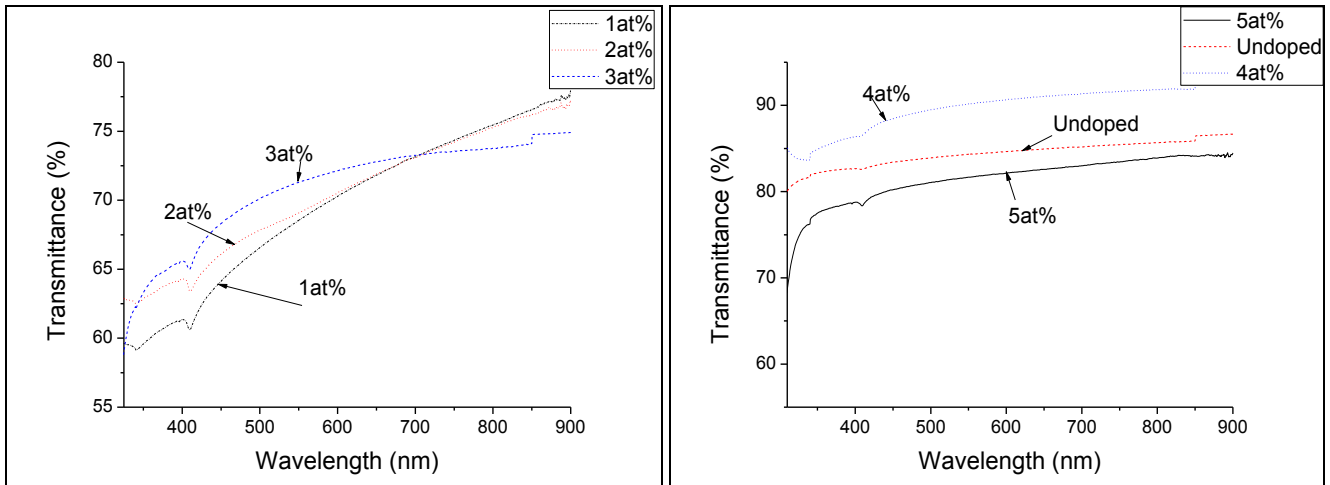 1at%
2at%
3at%
80
75
70
65
60
55
Transmittance (%)
3at%
2at%
1at%
400 500 600 700 800 900
Wavelength (nm)
5at%
Undoped
4at%
90
80
70
60
Transmittance (%)
4at%
Undoped
5at%
400 500 600 700 800 900
Wavelength (nm)